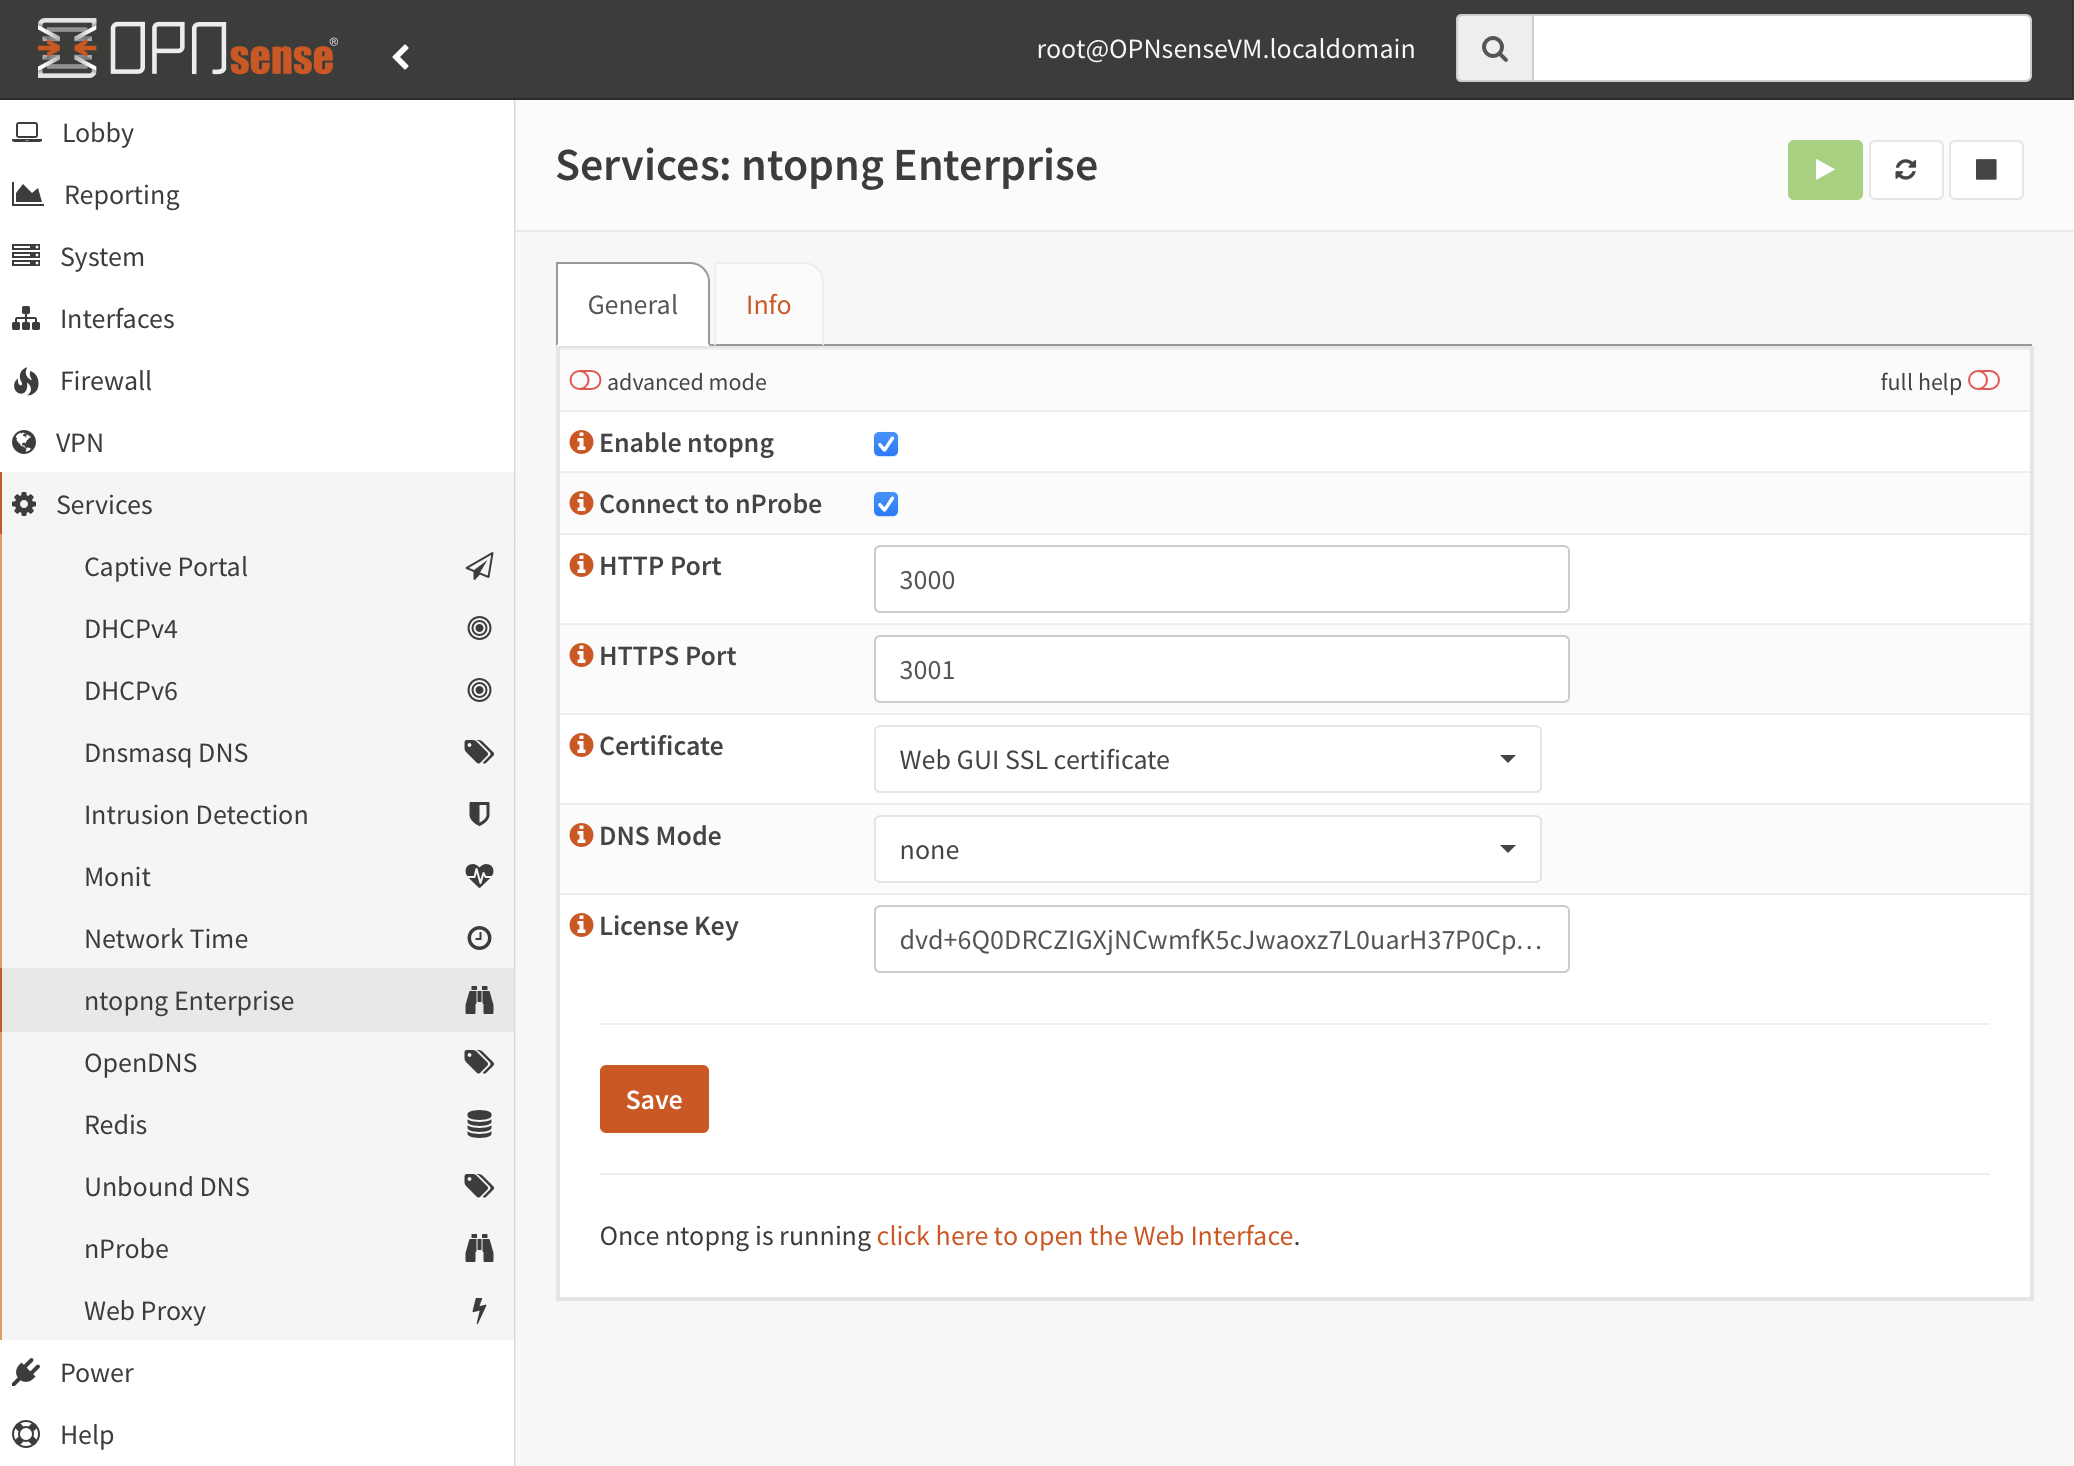 OPNsense®
root@OPNsenseVM.localdomain
Lobby
Reporting
System
Interfaces
Firewall
VPN
Services
Captive Portal
DHCPv4
DHCPv6
Dnsmasq DNS
Intrusion Detection
Monit
Network Time
ntopng Enterprise
OpenDNS
Redis
Unbound DNS
nProbe
Web Proxy
Power
Help
Services: ntopng Enterprise
General
Info
advanced mode
full help
Enable ntopng
Connect to nProbe
HTTP Port
3000
HTTPS Port
3001
Certificate
Web GUI SSL certificate
DNS Mode
none
License Key
dvd+6Q0DRCZIGXjNCwmfK5cJwaoxz7L0uarH37P0Cp...
Save
Once ntopng is running click here to open the Web Interface.